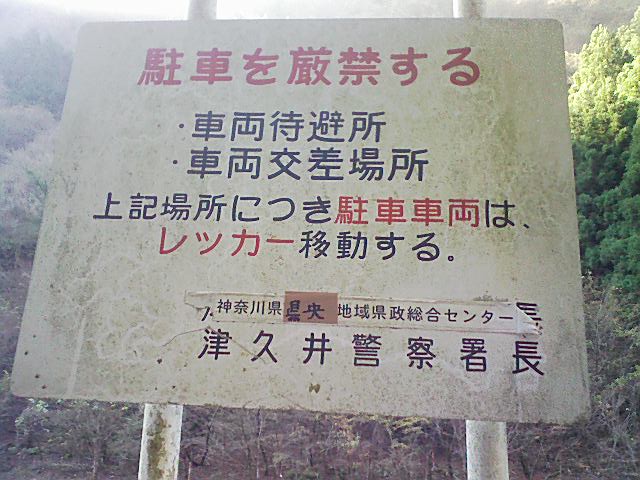 駐車を厳禁する
・車両待避所
・車両交差場所
上記場所につき駐車車両は、
レッカー移動する。
神奈川県県央地域県政総合センター長
津久井警察署長